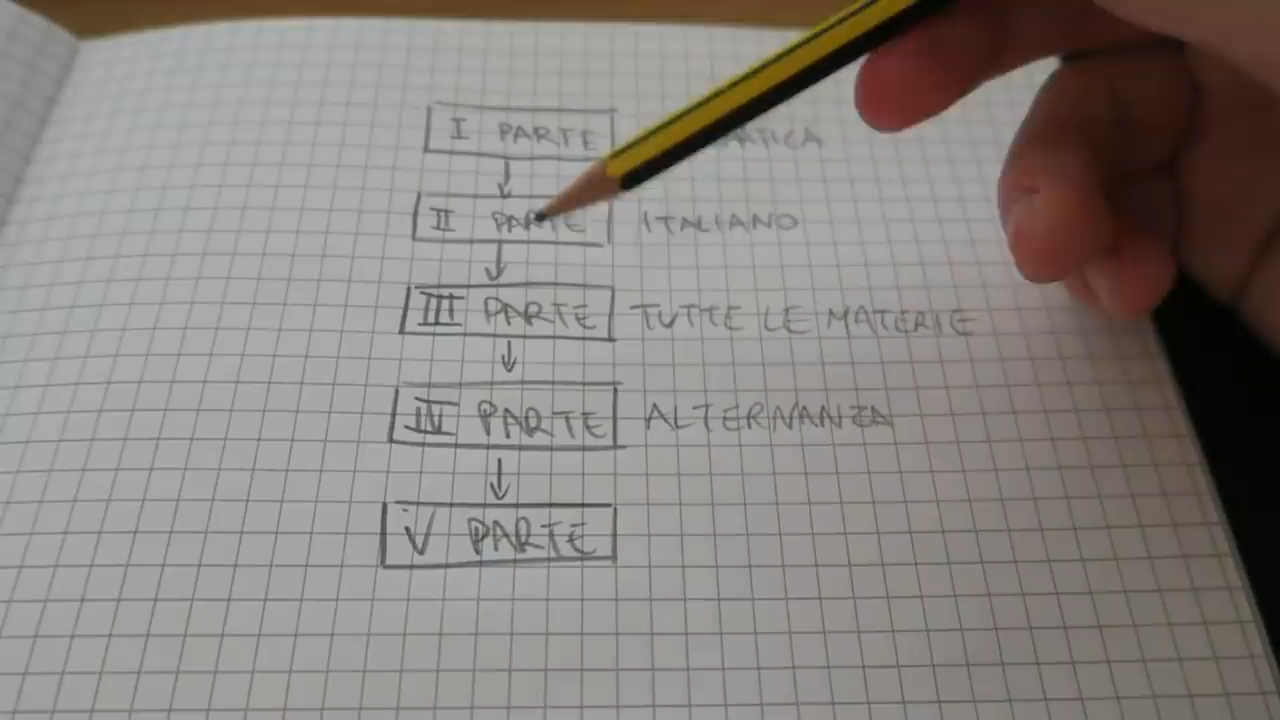 I PARTE
II PARTE ITALIANO
III PARTE TUTTE LE MATERIE
IV PARTE ALTERNANZA
V PARTE